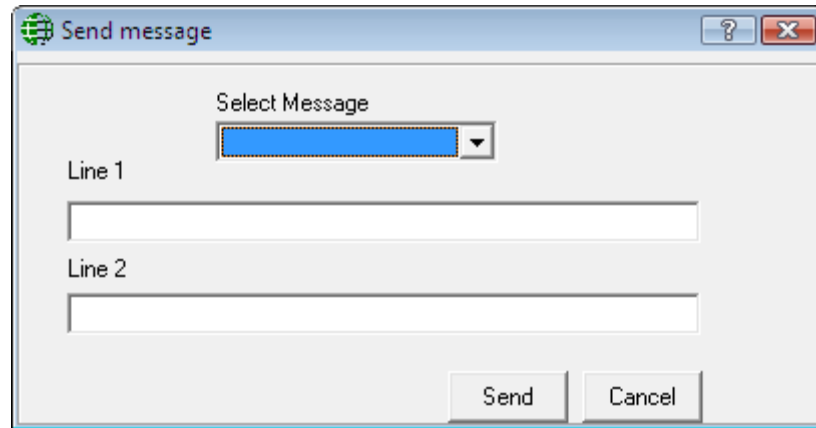 Send message
Select Message
Line 1
Line 2
Send Cancel